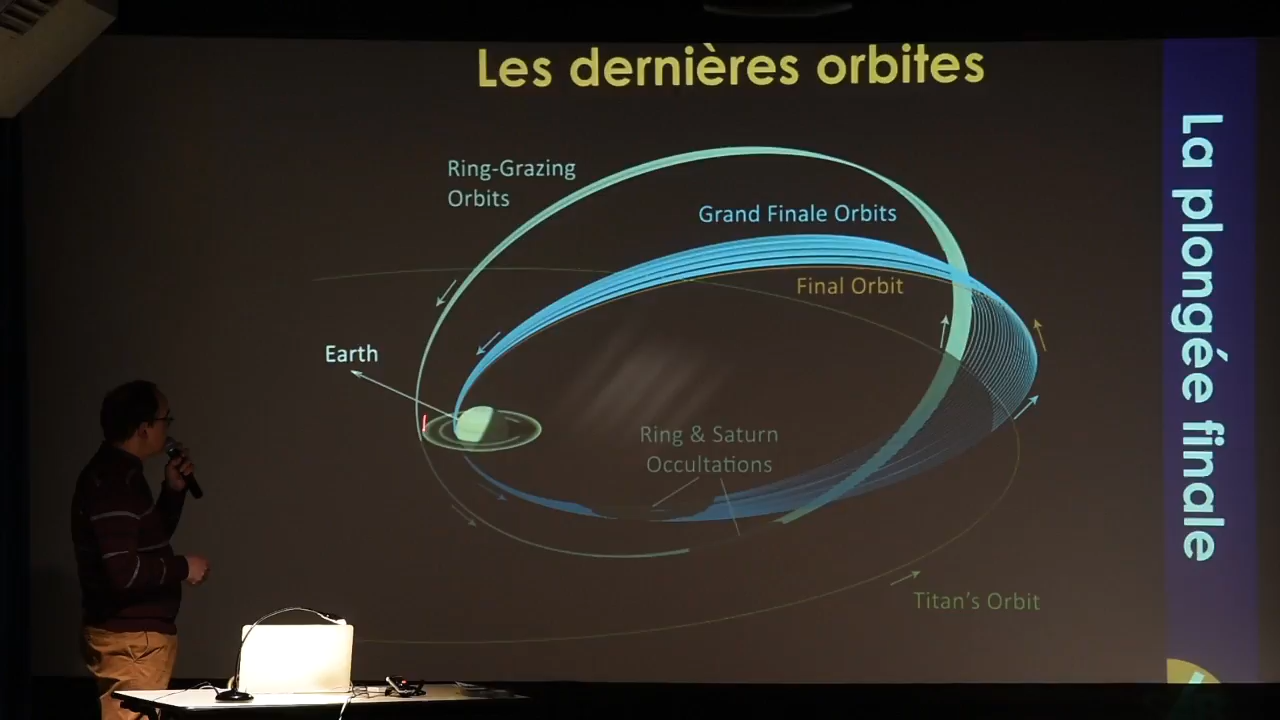 Les dernières orbites
Ring-Grazing
Orbits
Grand Finale Orbits
Final Orbit
Earth
Ring & Saturn
Occultations
Titan's Orbit
La plongée finale